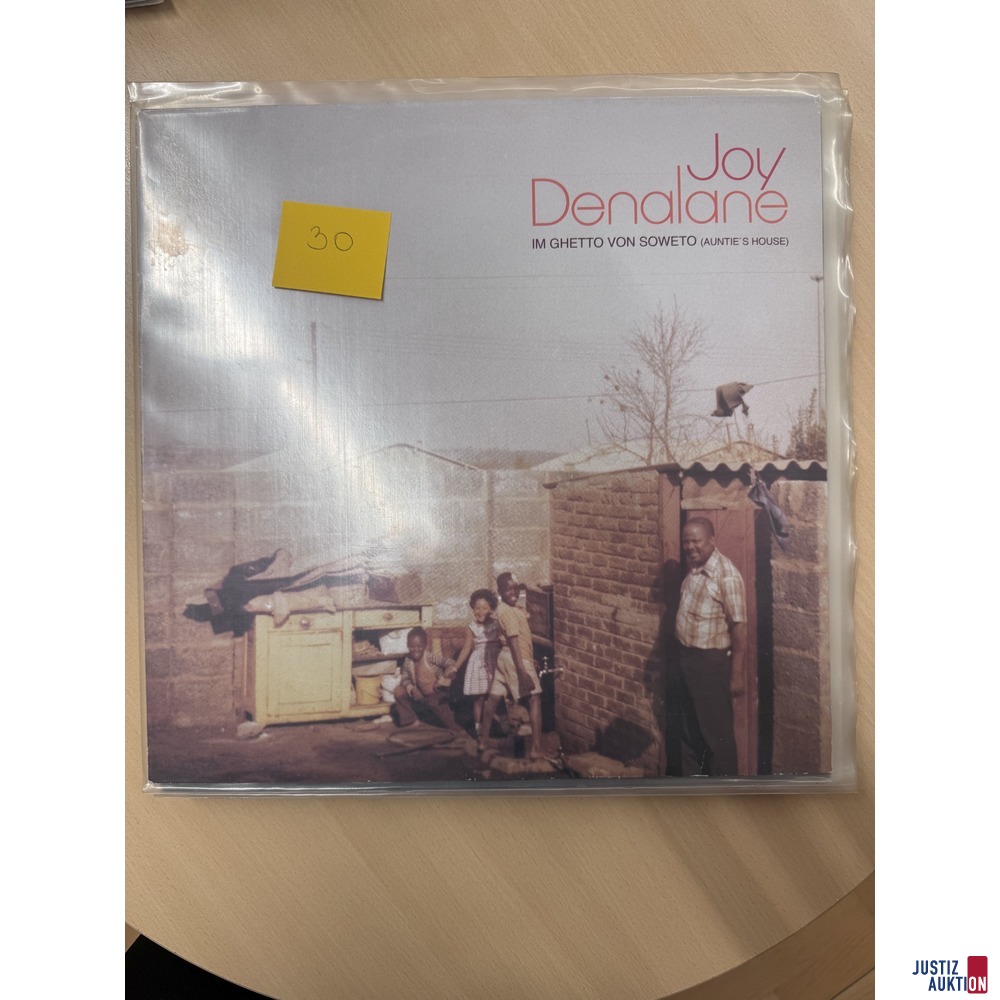 Joy
Denalane
IM GHETTO VON SOWETO (AUNTIE´S HOUSE)
30
JUSTIZ
AUKTION